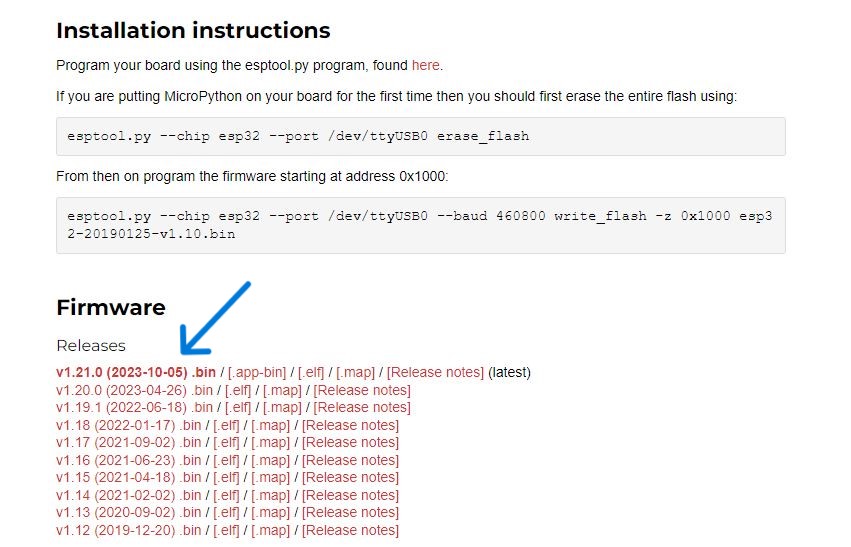 Installation instructions
Program your board using the esptool.py program, found here.
If you are putting MicroPython on your board for the first time then you should first erase the entire flash using:
esptool.py --chip esp32 --port /dev/ttyUSB0 erase_flash
From then on program the firmware starting at address 0x1000:
esptool.py --chip esp32 --port /dev/ttyUSB0 --baud 460800 write_flash -z 0x1000 esp3
2-20190125-v1.10.bin
Firmware
Releases
v1.21.0 (2023-10-05) .bin / [.app-bin] / [.elf] / [.map] / [Release notes] (latest)
v1.20.0 (2023-04-26) .bin / [.elf] / [.map] / [Release notes]
v1.19.1 (2022-06-18) .bin / [.elf] / [.map] / [Release notes]
v1.18 (2022-01-17) .bin / [.elf] / [.map] / [Release notes]
v1.17 (2021-09-02) .bin / [.elf] / [.map] / [Release notes]
v1.16 (2021-06-23) .bin / [.elf] / [.map] / [Release notes]
v1.15 (2021-04-18) .bin / [.elf] / [.map] / [Release notes]
v1.14 (2021-02-02) .bin / [.elf] / [.map] / [Release notes]
v1.13 (2020-09-02) .bin / [.elf] / [.map] / [Release notes]
v1.12 (2019-12-20) .bin / [.elf] / [.map] / [Release notes]